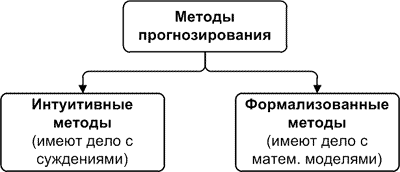 Методы
прогнозирования
Интуитивные
методы
(имеют дело с
суждениями)
Формализованные
методы
(имеют дело с
матем. моделями)